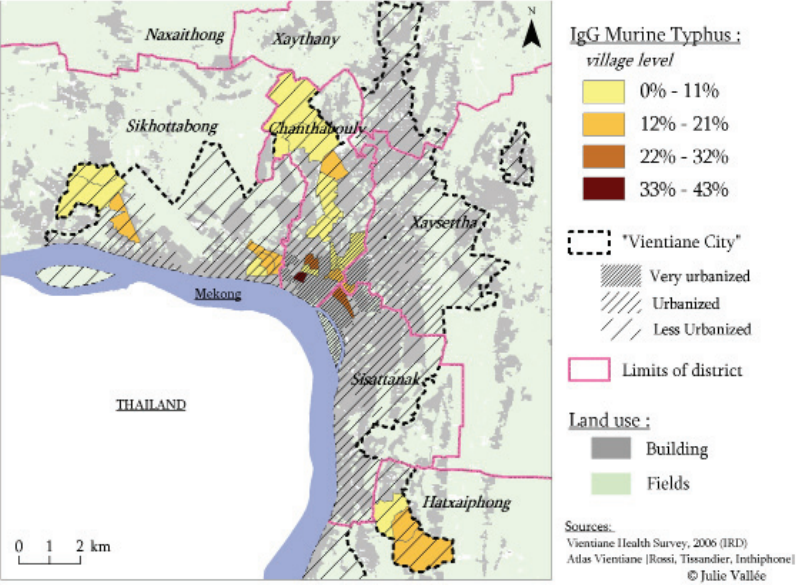 Naxaithong
Xaythany
N
Sikhottabong
Chanthabouly
Xaysertha
Mekong
Sisattanak
THAILAND
Hatxaiphong
0 1 2 km
IgG Murine Typhus :
village level
0% - 11%
12% - 21%
22% - 32%
33% - 43%
"Vientiane City"
Very urbanized
Urbanized
Less Urbanized
Limits of district
Land use :
Building
Fields
Sources:
Vientiane Health Survey, 2006 (IRD)
Atlas Vientiane [Rossi, Tissandier, Inthiphone]
© Julie Vallée